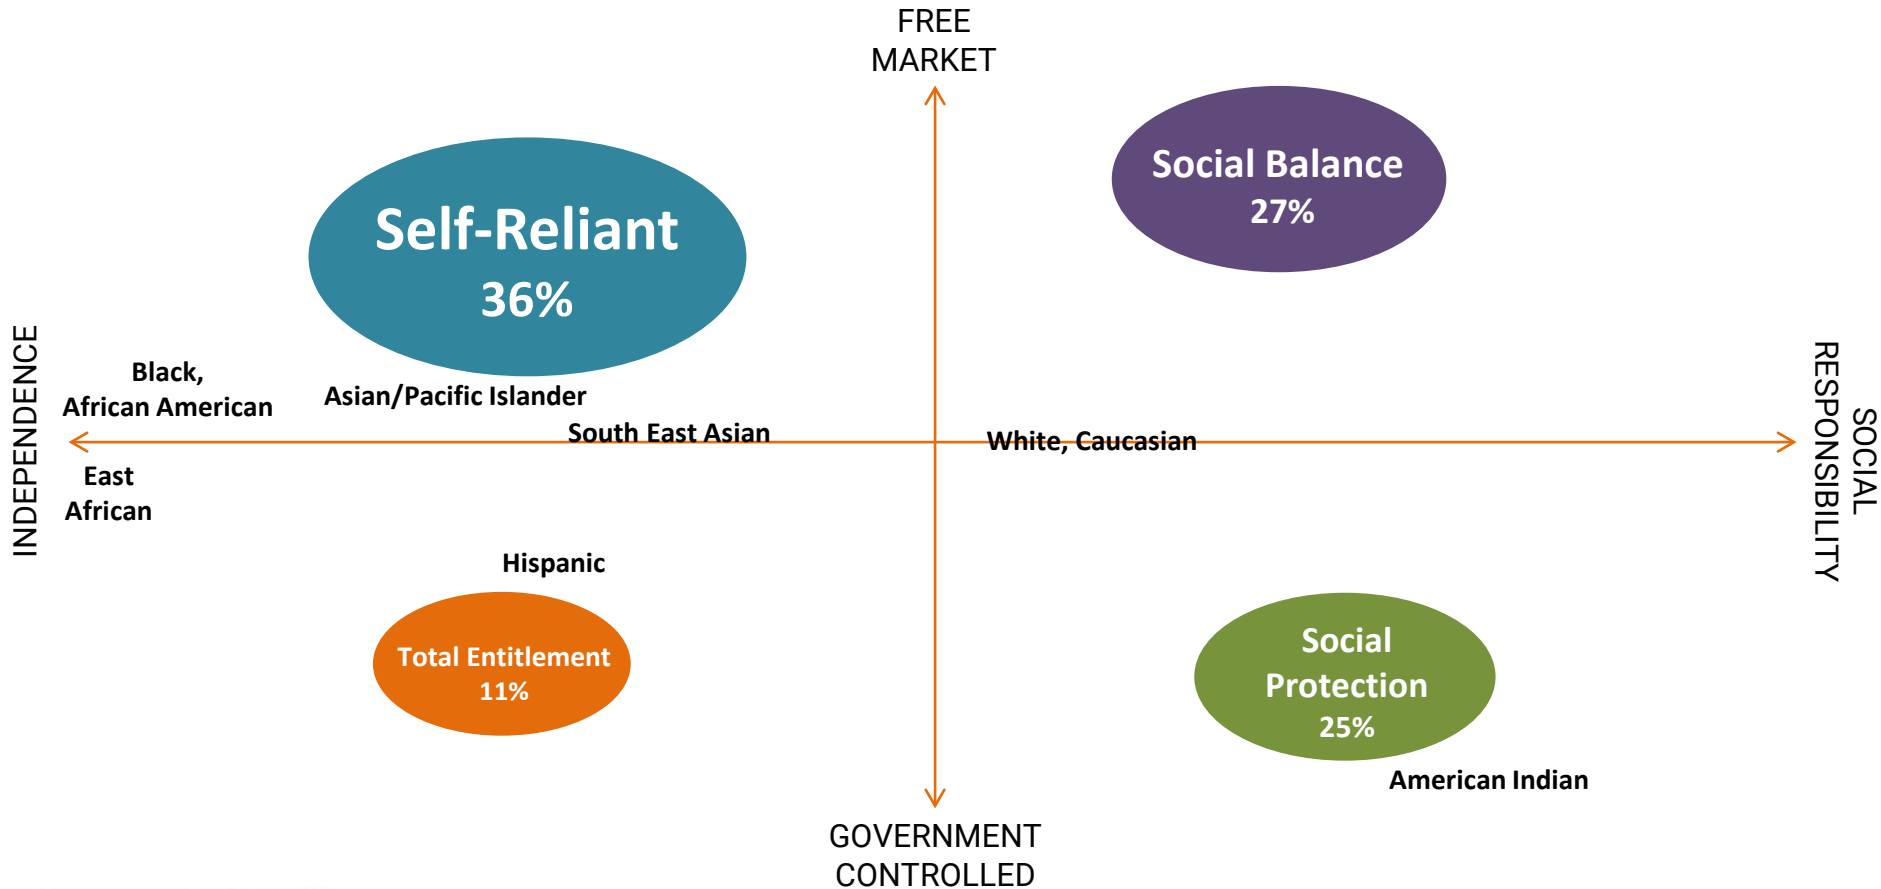 FREE
MARKET
Social Balance
27%
Self-Reliant
36%
INDEPENDENCE
Black,
African American
Asian/Pacific Islander
South East Asian
White, Caucasian
SOCIAL
RESPONSIBILITY
East
African
Hispanic
Total Entitlement
11%
Social
Protection
25%
American Indian
GOVERNMENT
CONTROLLED